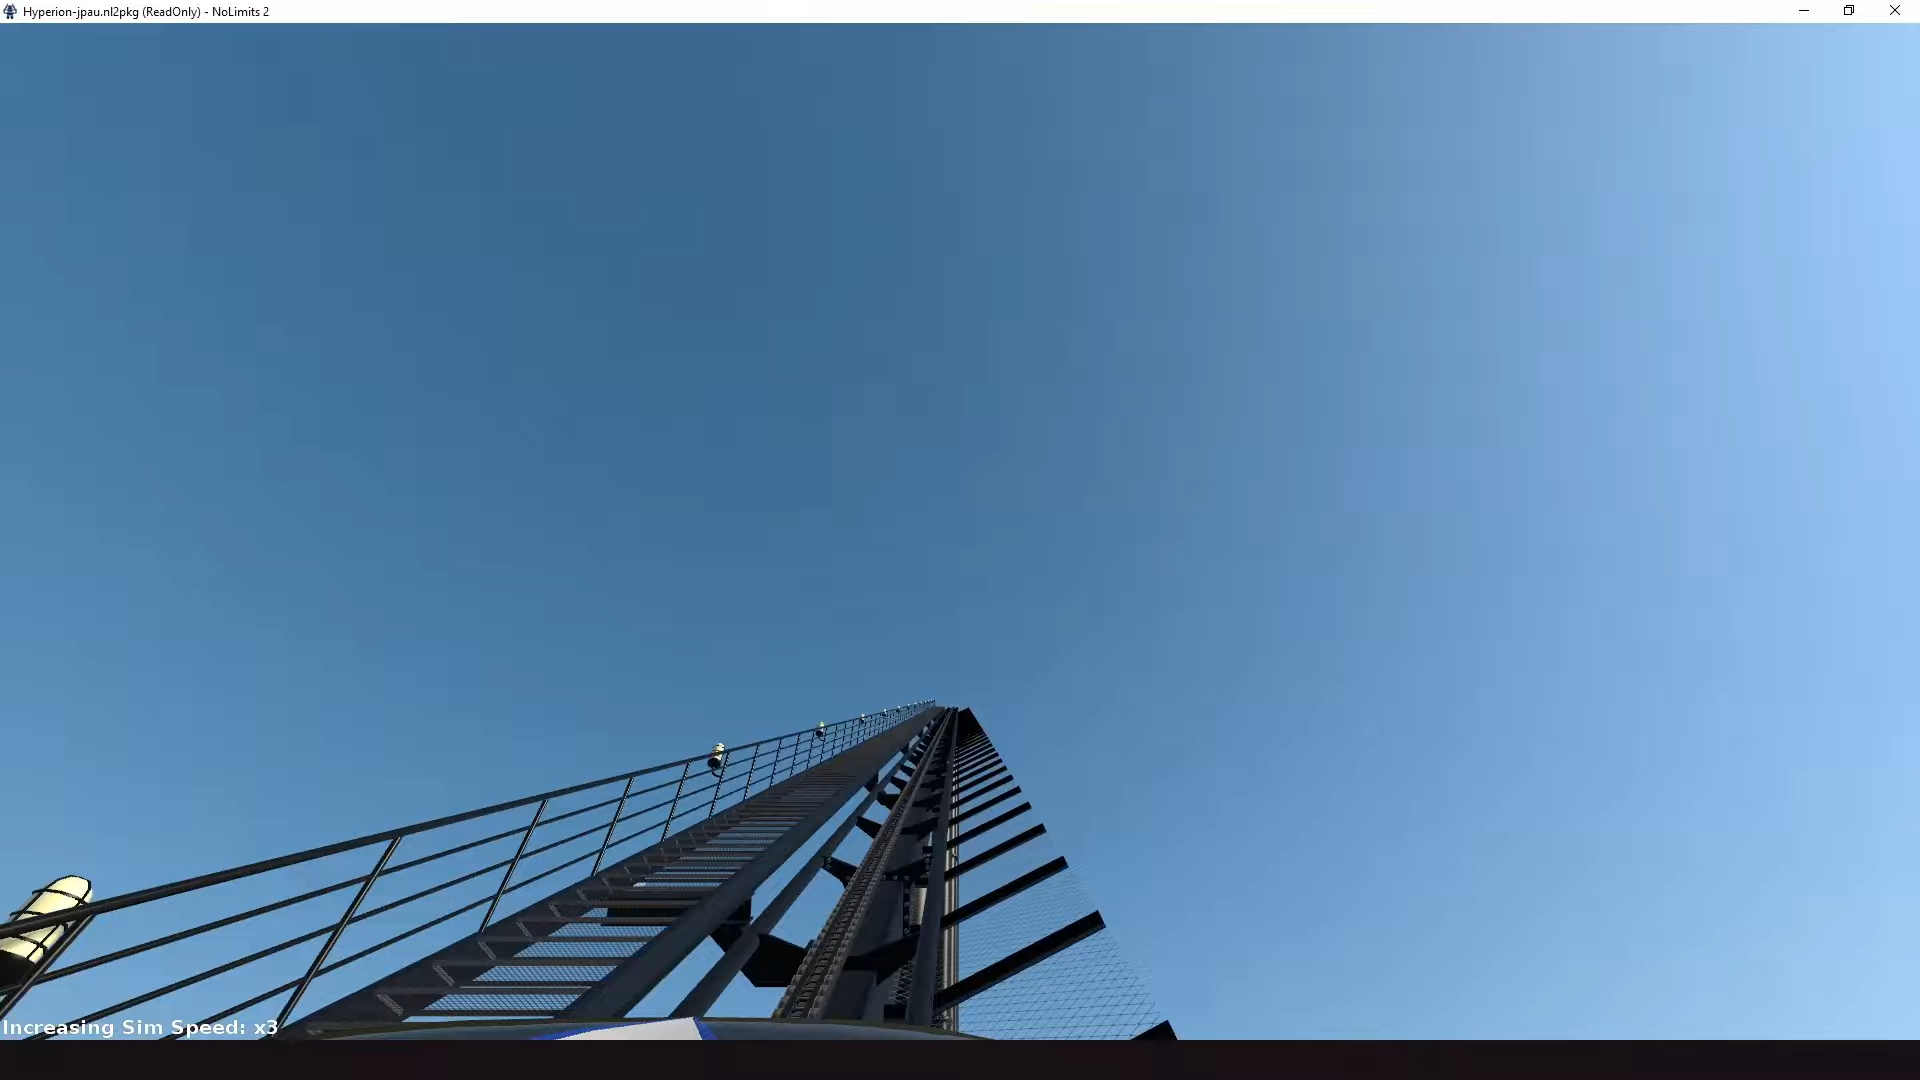 Hyperion-jpau.nl2pkg (ReadOnly) - NoLimits 2
Increasing Sim Speed: x3